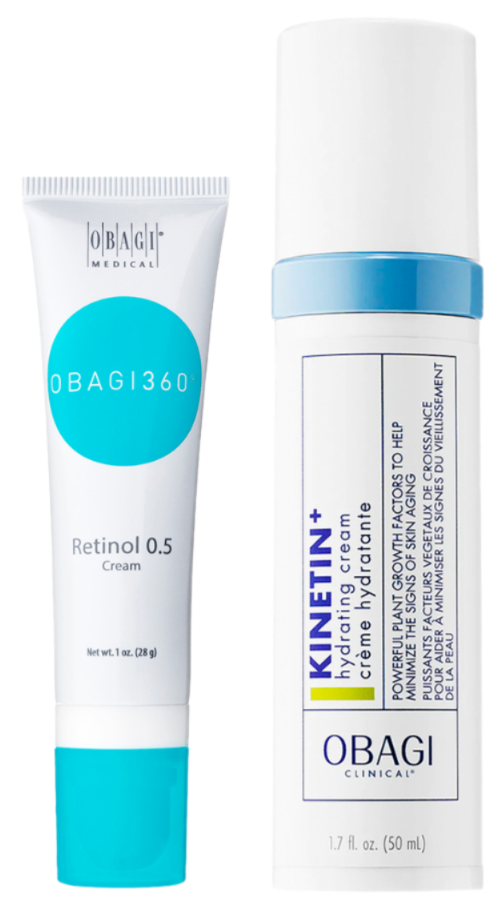 OBAGI®
MEDICAL
OBAGI360
Retinol 0.5
Cream
Net wt. 1 oz. (28 g)
KINETIN+
hydrating cream
crème hydratante
POWERFUL PLANT GROWTH FACTORS TO HELP
MINIMIZE THE SIGNS OF SKIN AGING
PUISSANTS FACTEURS VEGETAUX DE CROISSANCE
POUR AIDER À MINIMISER LES SIGNES DU VIEILLISSEMENT
DE LA PEAU
OBAGI
CLINICAL®
1.7 fl. oz. (50 mL)